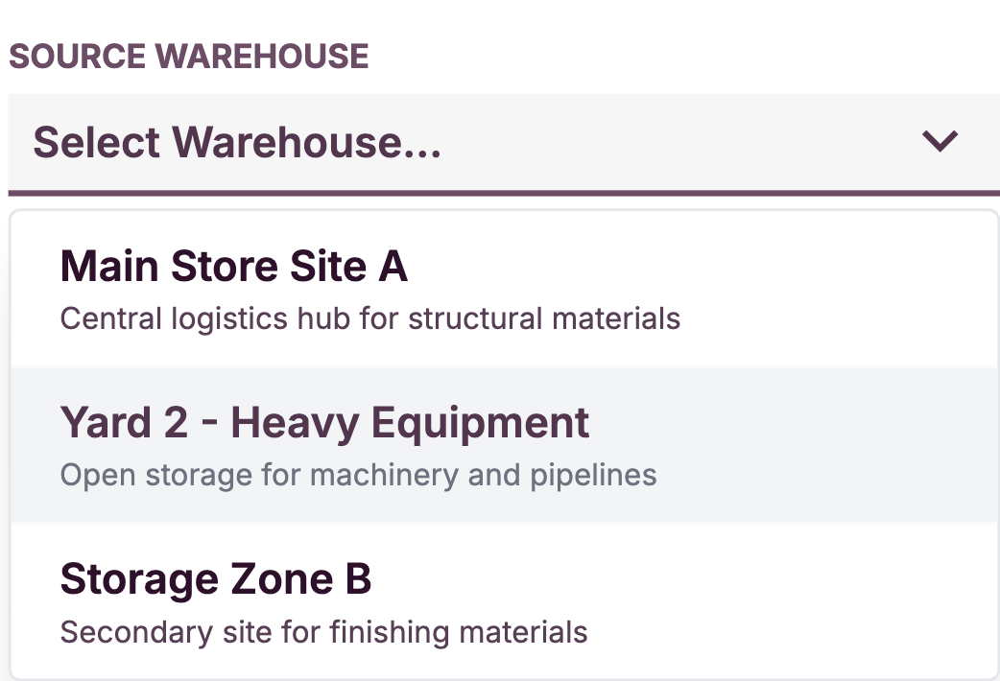 SOURCE WAREHOUSE
Select Warehouse...
Main Store Site A
Central logistics hub for structural materials
Yard 2 - Heavy Equipment
Open storage for machinery and pipelines
Storage Zone B
Secondary site for finishing materials